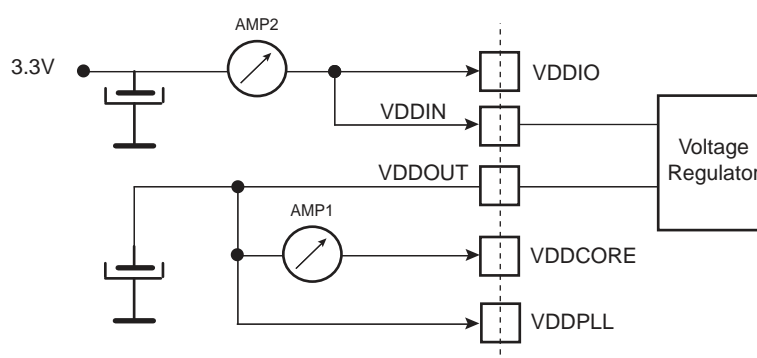 AMP2
3.3V
VDDIO
VDDIN
Voltage
Regulator
VDDOUT
AMP1
VDDCORE
VDDPLL